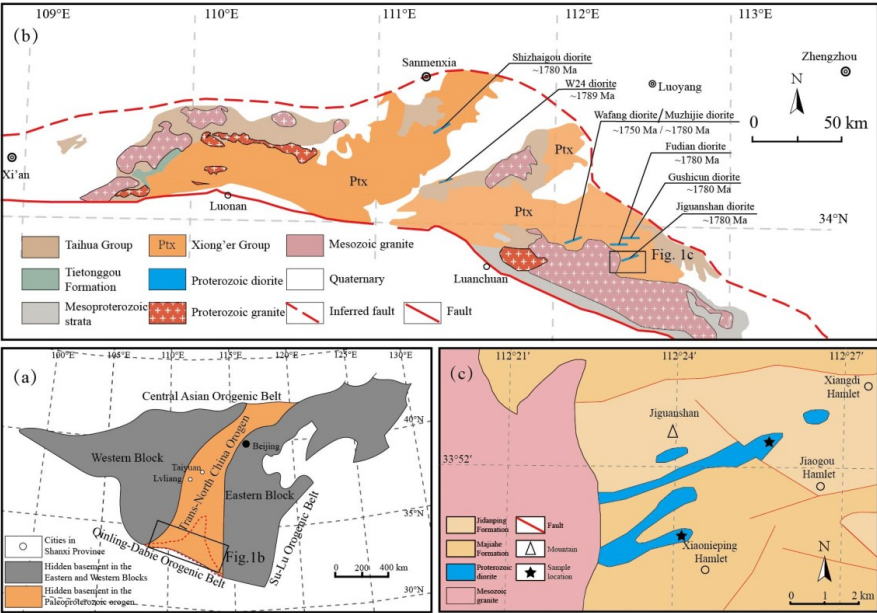 109°E
110°E
111°E
112°E
113°E
(b)
Shizhaigou diorite
~1780 Ma
Sanmenxia
W24 diorite
~1789 Ma
Luoyang
Zhengzhou
N
Wafang diorite/Muzhijie diorite
~1750 Ma / ~1780 Ma
0 50 km
Fudian diorite
~1780 Ma
Gushicun diorite
~1780 Ma
Jiguanshan diorite
~1780 Ma
Xi'an
Ptx
Ptx
Ptx
Luonan
34°N
Fig. 1c
Luanchuan
Taihua Group
Ptx Xiong'er Group
Mesozoic granite
Tietonggou
Formation
Proterozoic diorite
Quaternary
Mesoproterozoic
strata
Proterozoic granite
Inferred fault
Fault
100°E
105°E
110°E
115°E
120°E
125°E
130°E
(a)
Central Asian Orogenic Belt
40°N
Beijing
Western Block
Taiyuan
Lvliang
Trans-North China Orogen
Eastern Block
35°N
Cities in
Shanxi Province
Qinling-Dabie Orogenic Belt
Fig.1b
Su-Lu Orogenic Belt
Hidden basement in the
Eastern and Western Blocks
Hidden basement in the
Paleoproterozoic orogen
0 200 400 km
30°N
112°21'
112°24'
112°27'
(c)
Xiangdi
Hamlet
Jiguanshan
33°52'
Jiaogou
Hamlet
Jidanping
Formation
Fault
Majiahe
Formation
Mountain
Proterozoic
diorite
Sample
location
Mesozoic
granite
Xiaonieping
Hamlet
N
0 1 2 km